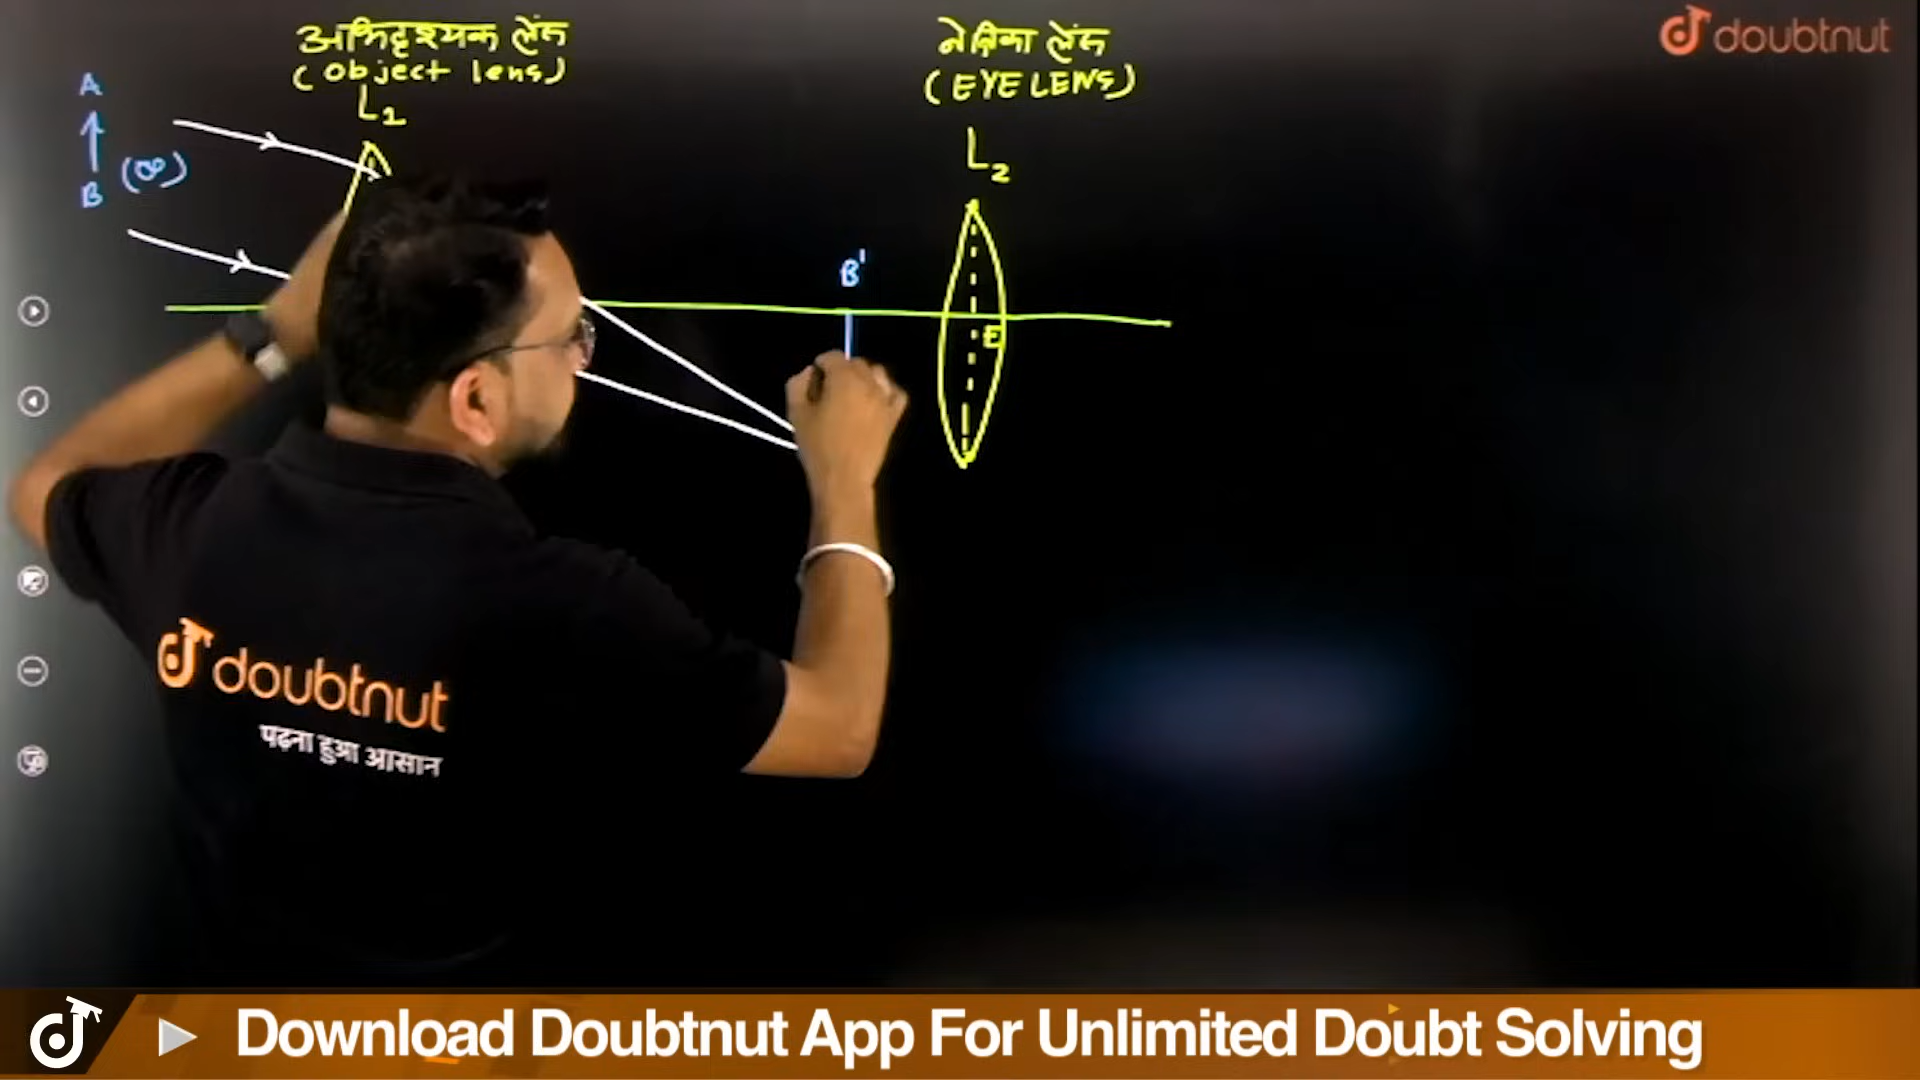 अभिदृश्यक लेंस
(object lens)
L1
नेत्रिका लेंस
(EYE LENS)
L2
doubtnut
A
B
(∞)
B'
E
doubtnut
पढ़ना हुआ आसान
Download Doubtnut App For Unlimited Doubt Solving